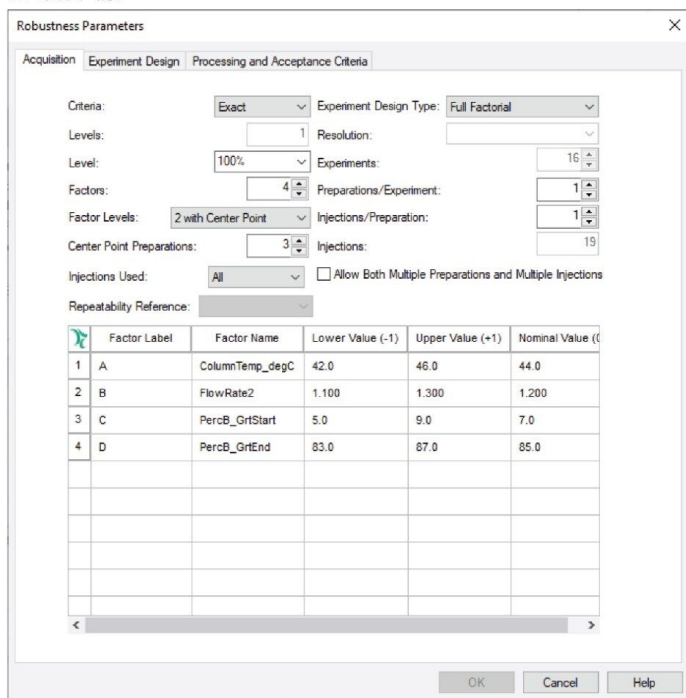 Robustness Parameters
Acquisition Experiment Design Processing and Acceptance Criteria
Criteria: Exact Experiment Design Type: Full Factorial
Levels: 1 Resolution:
Level: 100% Experiments: 16
Factors: 4 Preparations/Experiment: 1
Factor Levels: 2 with Center Point Injections/Preparation: 1
Center Point Preparations: 3 Injections: 19
Injections Used: All Allow Both Multiple Preparations and Multiple Injections
Repeatability Reference:
Factor Label Factor Name Lower Value (-1) Upper Value (+1) Nominal Value (0
1 A ColumnTemp_degC 42.0 46.0 44.0
2 B FlowRate2 1.100 1.300 1.200
3 C PercB_GrtStart 5.0 9.0 7.0
4 D PercB_GrtEnd 83.0 87.0 85.0
OK Cancel Help